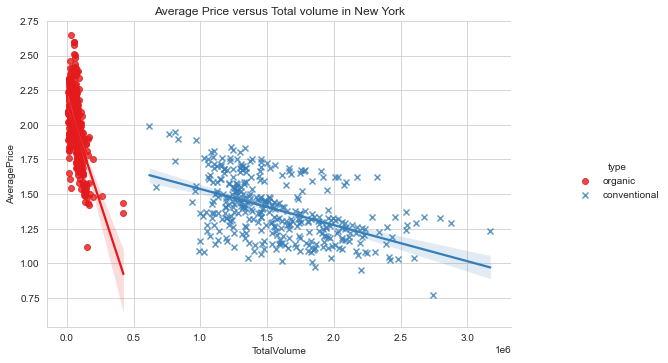 Average Price versus Total volume in New York
2.75
2.50
2.25
2.00
1.75
1.50
1.25
1.00
0.75
AveragePrice
0.0
0.5
1.0
1.5
2.0
2.5
3.0
1e6
TotalVolume
type
organic
conventional